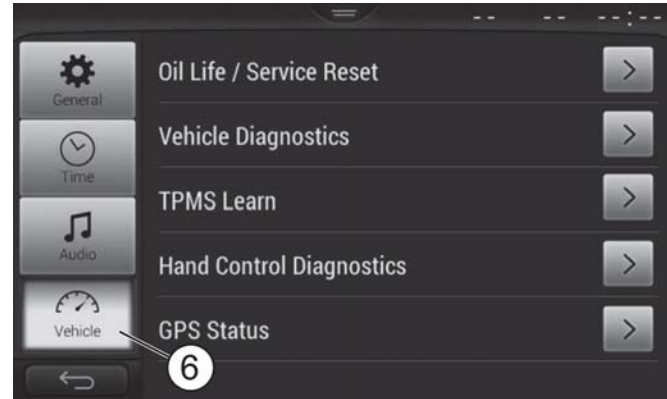 -- -- --:--
General
Oil Life / Service Reset
Time
Vehicle Diagnostics
TPMS Learn
Audio
Hand Control Diagnostics
Vehicle
GPS Status
6